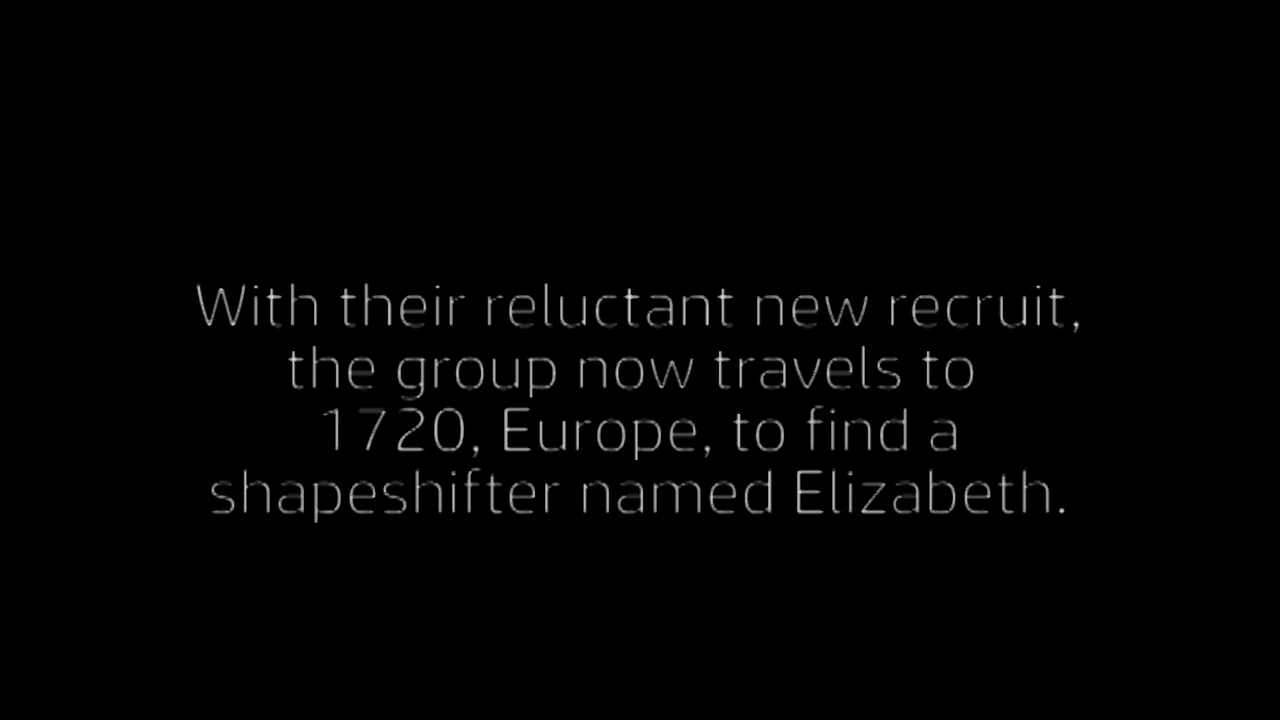 With their reluctant new recruit,
the group now travels to
1720, Europe, to find a
shapeshifter named Elizabeth.